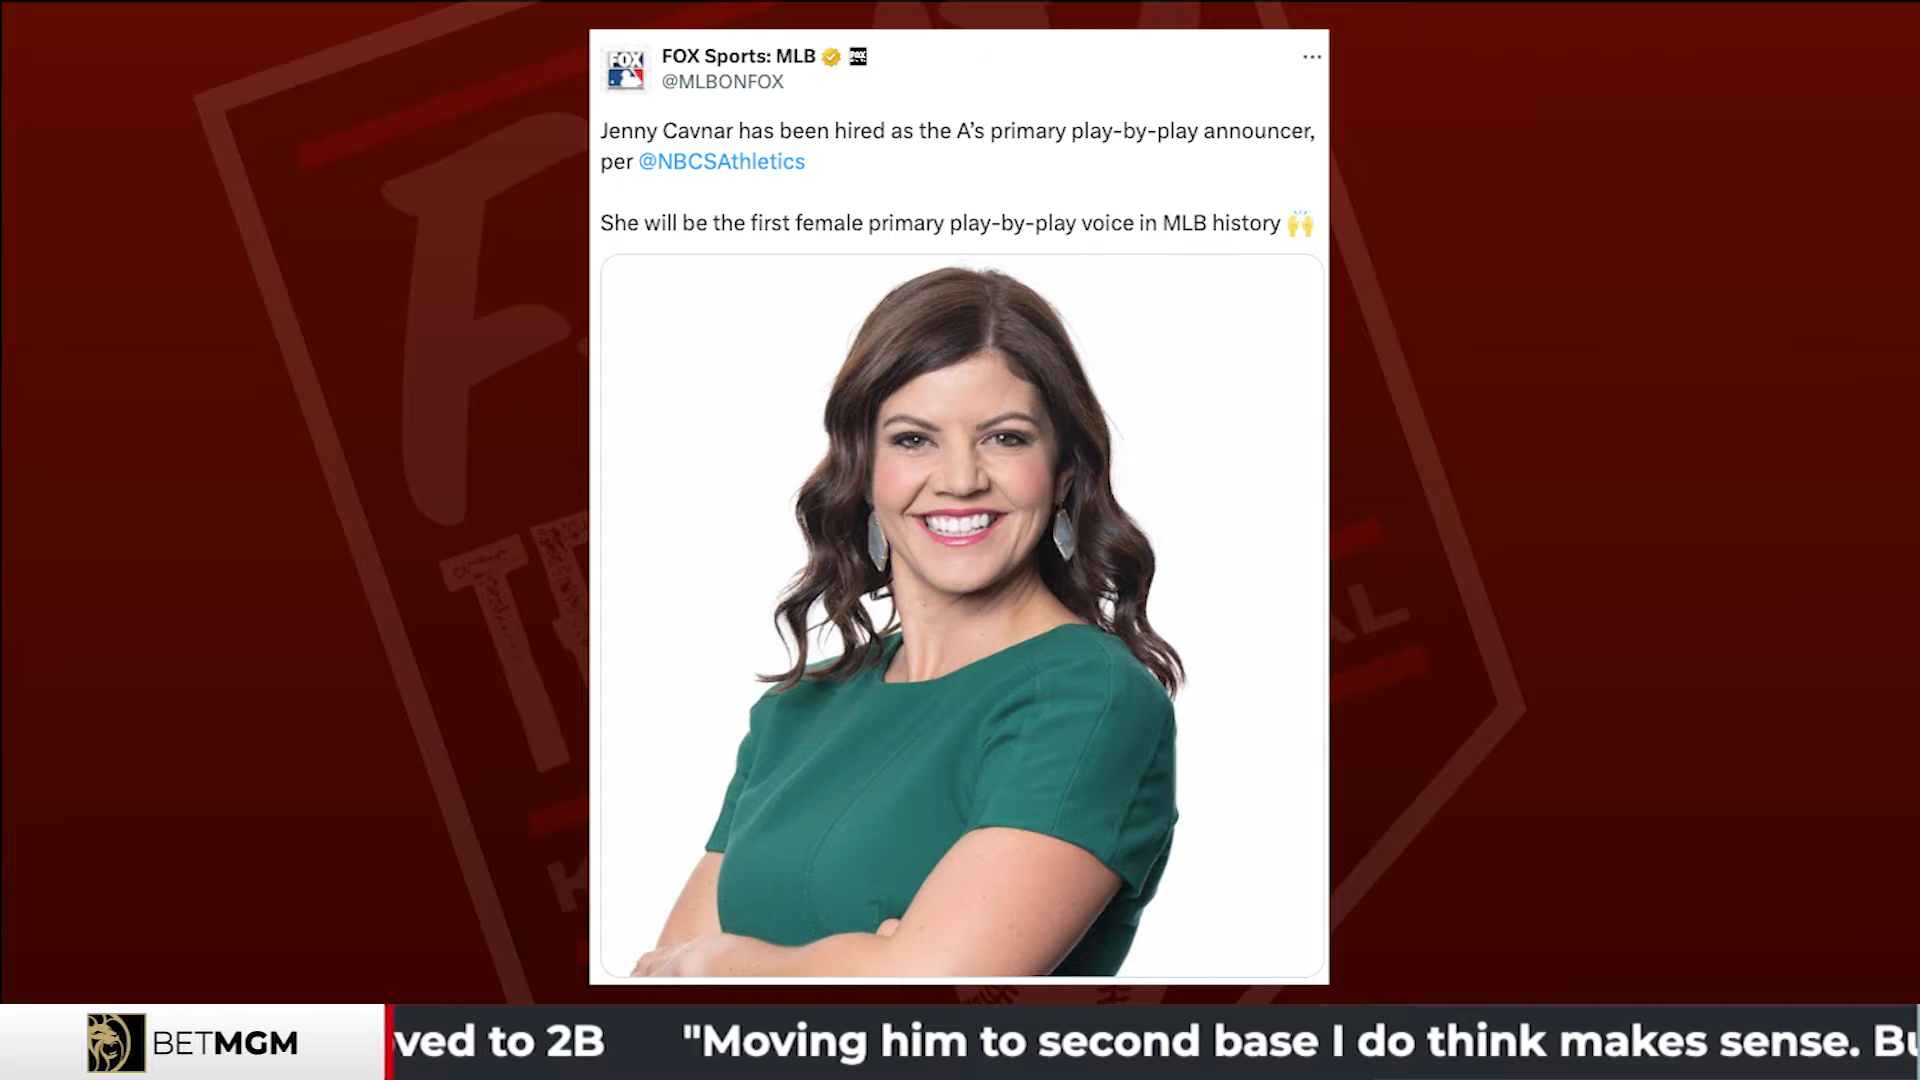 FOX Sports: MLB
@MLBONFOX
Jenny Cavnar has been hired as the A’s primary play-by-play announcer,
per @NBCSAthletics
She will be the first female primary play-by-play voice in MLB history 🙌
BETMGM
ved to 2B "Moving him to second base I do think makes sense. Bu